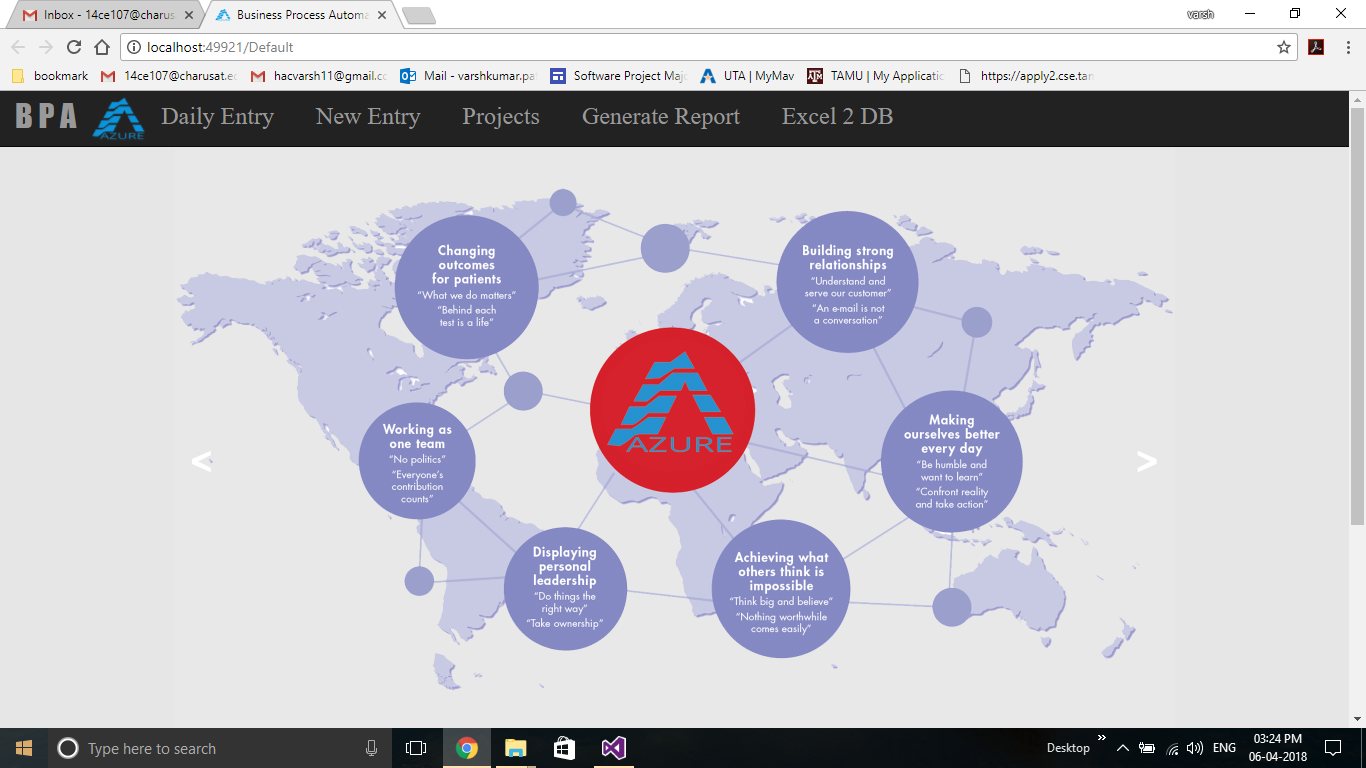 Inbox - 14ce107@charus
Business Process Automa
varsh
localhost:49921/Default
bookmark
14ce107@charusat.ec
hacvarsh11@gmail.cc
Mail - varshkumar.pa
Software Project Majo
UTA | MyMav
TAMU | My Applicatic
https://apply2.cse.tan
BPA
AZURE
Daily Entry
New Entry
Projects
Generate Report
Excel 2 DB
Changing
outcomes
for patients
“What we do matters”
“Behind each
test is a life”
Building strong
relationships
“Understand and
serve our customer”
“An e-mail is not
a conversation”
AZURE
Working as
one team
“No politics”
“Everyone’s
contribution
counts”
Making
ourselves better
every day
“Be humble and
want to learn”
“Confront reality
and take action”
<
>
Displaying
personal
leadership
“Do things the
right way”
“Take ownership”
Achieving what
others think is
impossible
“Think big and believe”
“Nothing worthwhile
comes easily”
Type here to search
Desktop
ENG
03:24 PM
06-04-2018